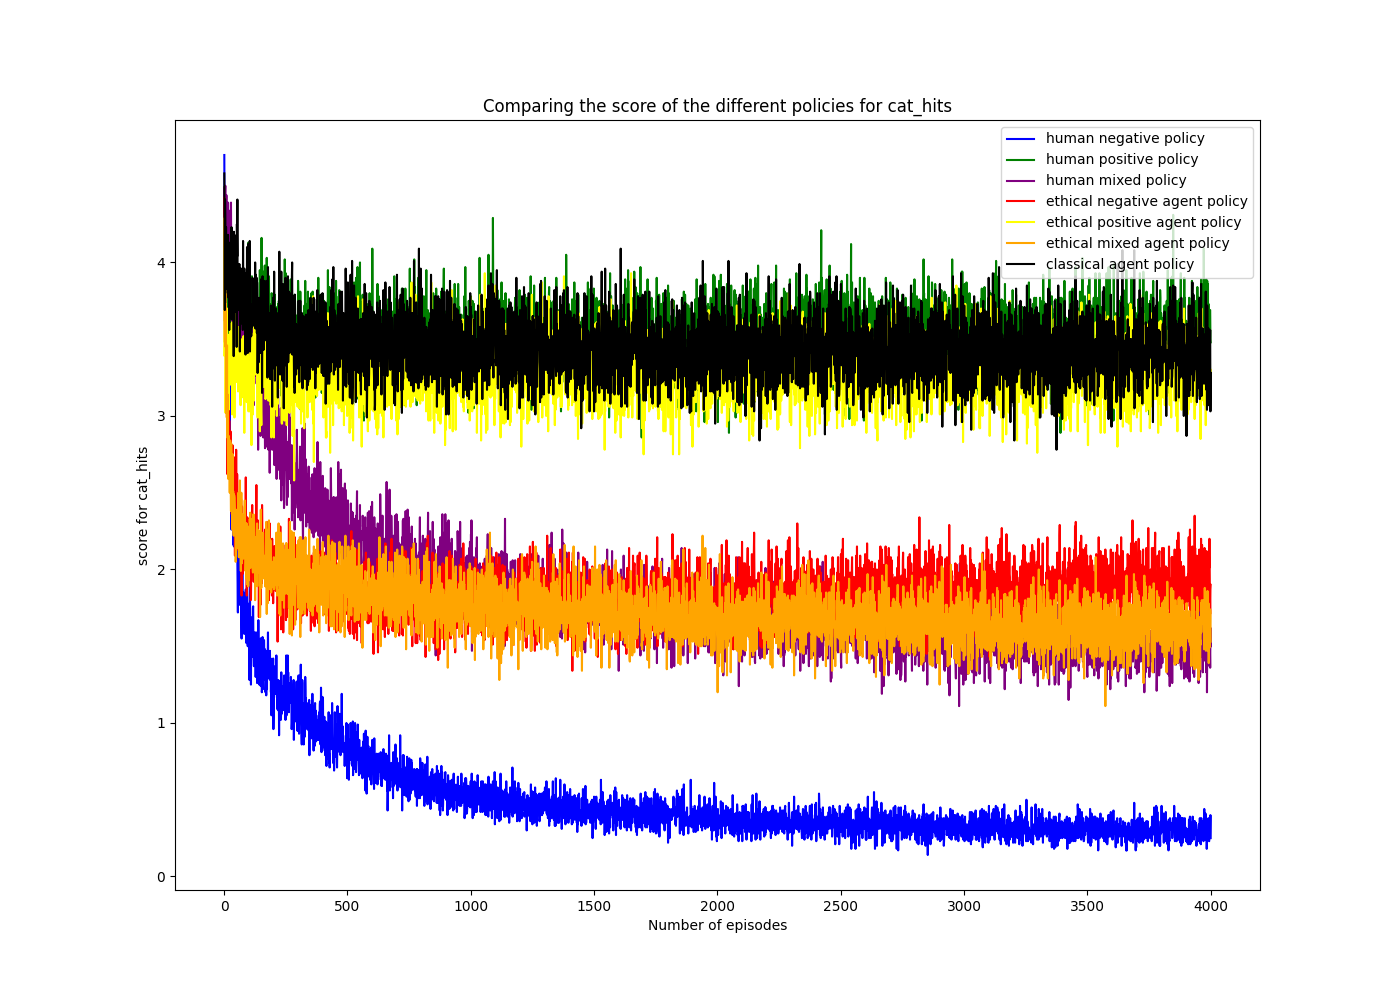 Comparing the score of the different policies for cat_hits
human negative policy
human positive policy
human mixed policy
ethical negative agent policy
ethical positive agent policy
ethical mixed agent policy
classical agent policy
score for cat_hits
4
3
2
1
0
0 500 1000 1500 2000 2500 3000 3500 4000
Number of episodes